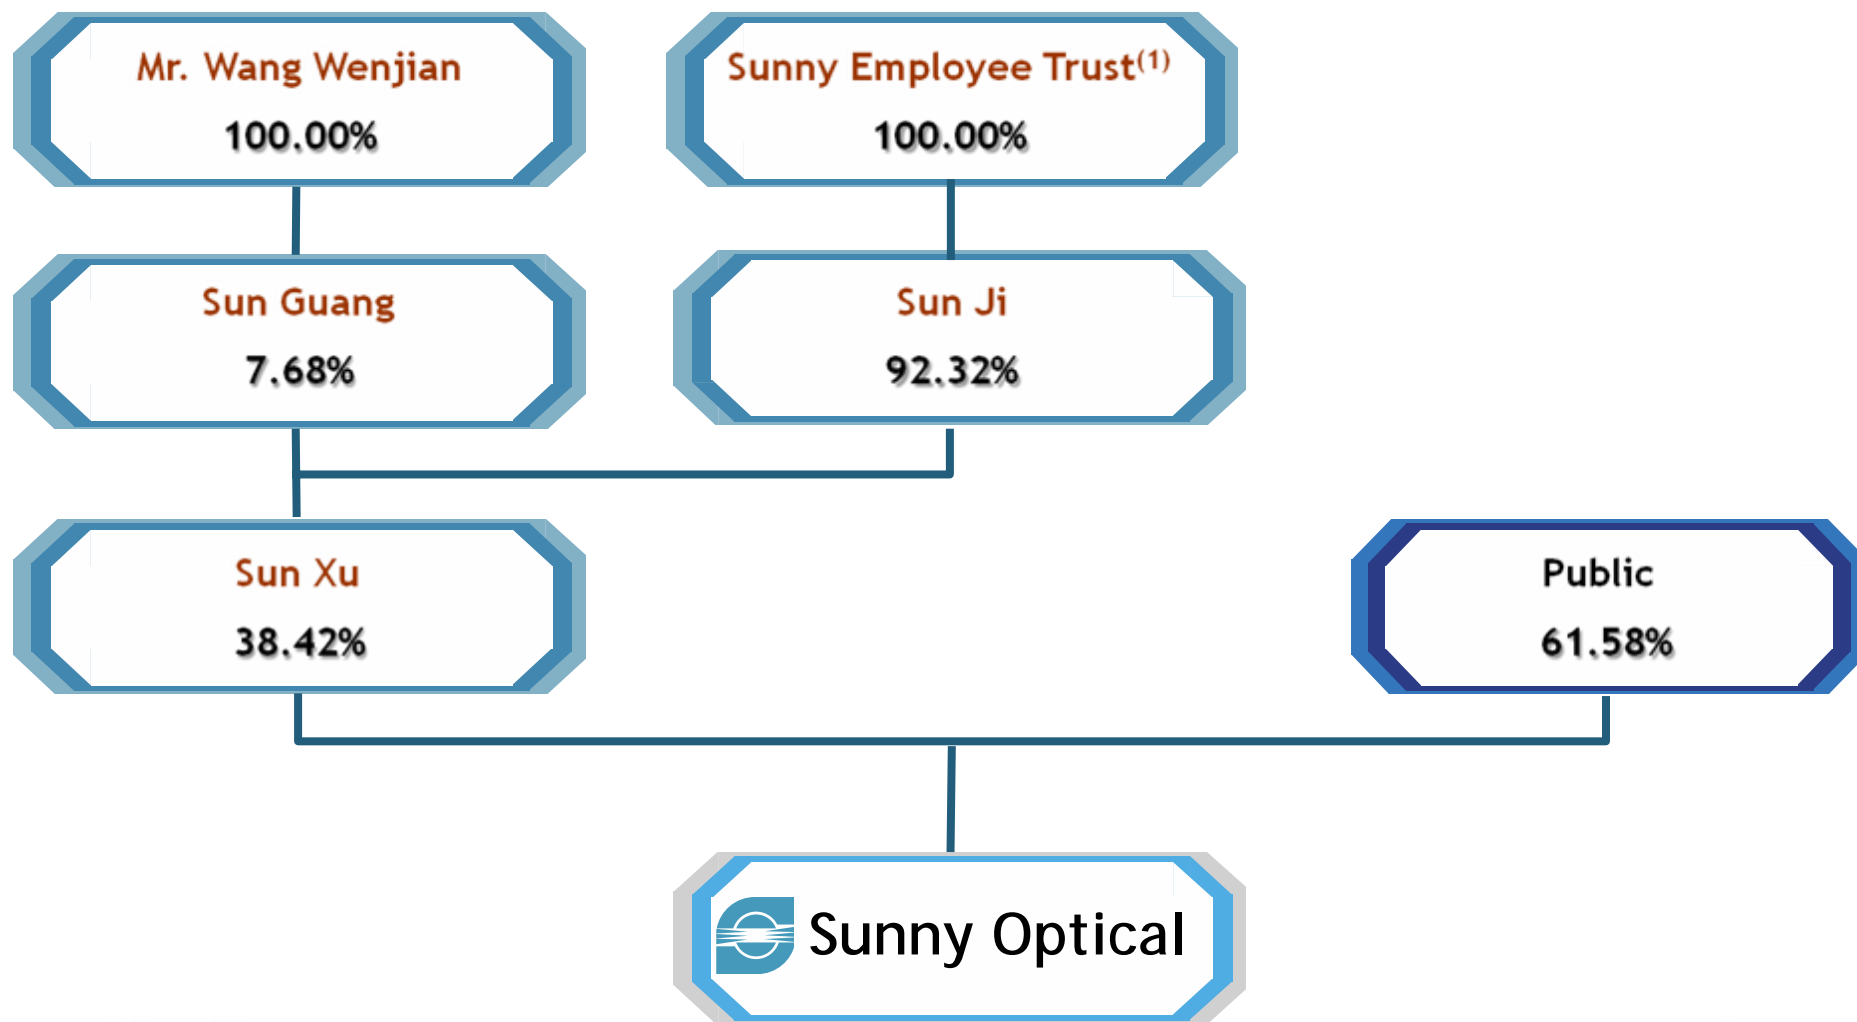 Mr. Wang Wenjian
100.00%
Sunny Employee Trust(1)
100.00%
Sun Guang
7.68%
Sun Ji
92.32%
Sun Xu
38.42%
Public
61.58%
Sunny Optical